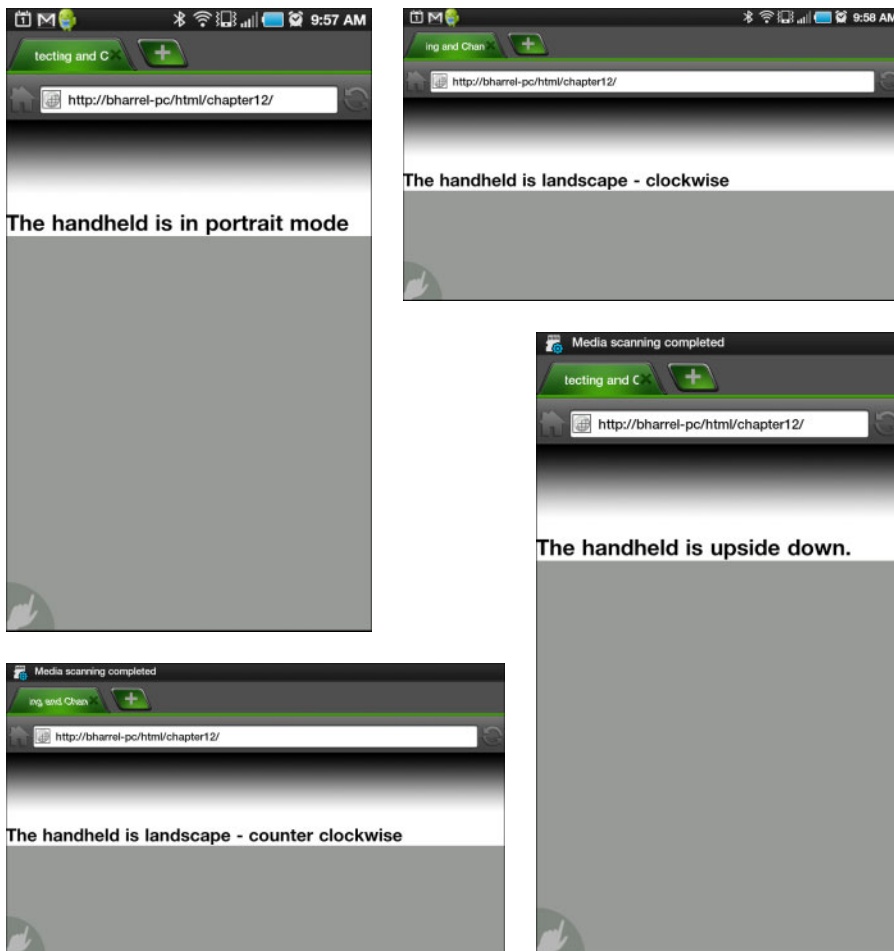 9:57 AM
tecting and C
http://bharrel-pc/html/chapter12/
The handheld is in portrait mode
9:58 AM
ing and Chan
http://bharrel-pc/html/chapter12/
The handheld is landscape - clockwise
Media scanning completed
tecting and C
http://bharrel-pc/html/chapter12/
The handheld is upside down.
Media scanning completed
ing and Chan
http://bharrel-pc/html/chapter12/
The handheld is landscape - counter clockwise